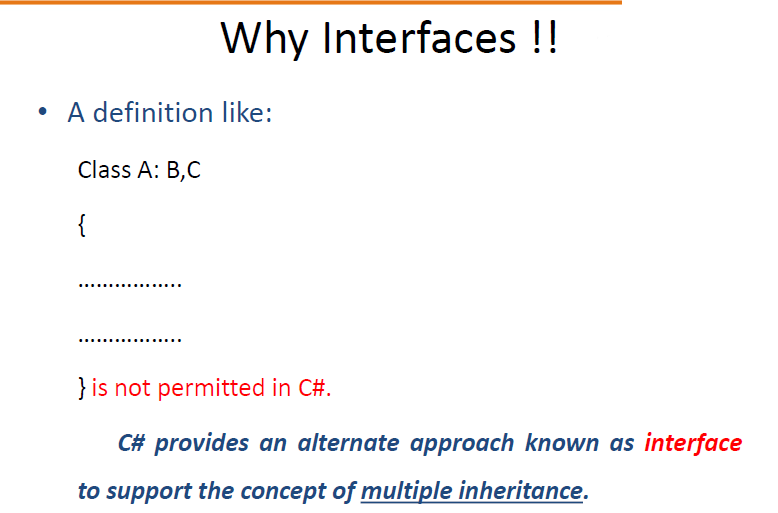 Why Interfaces !!
• A definition like:
Class A: B,C
{
……………..
……………..
} is not permitted in C#.
C# provides an alternate approach known as interface
to support the concept of multiple inheritance.